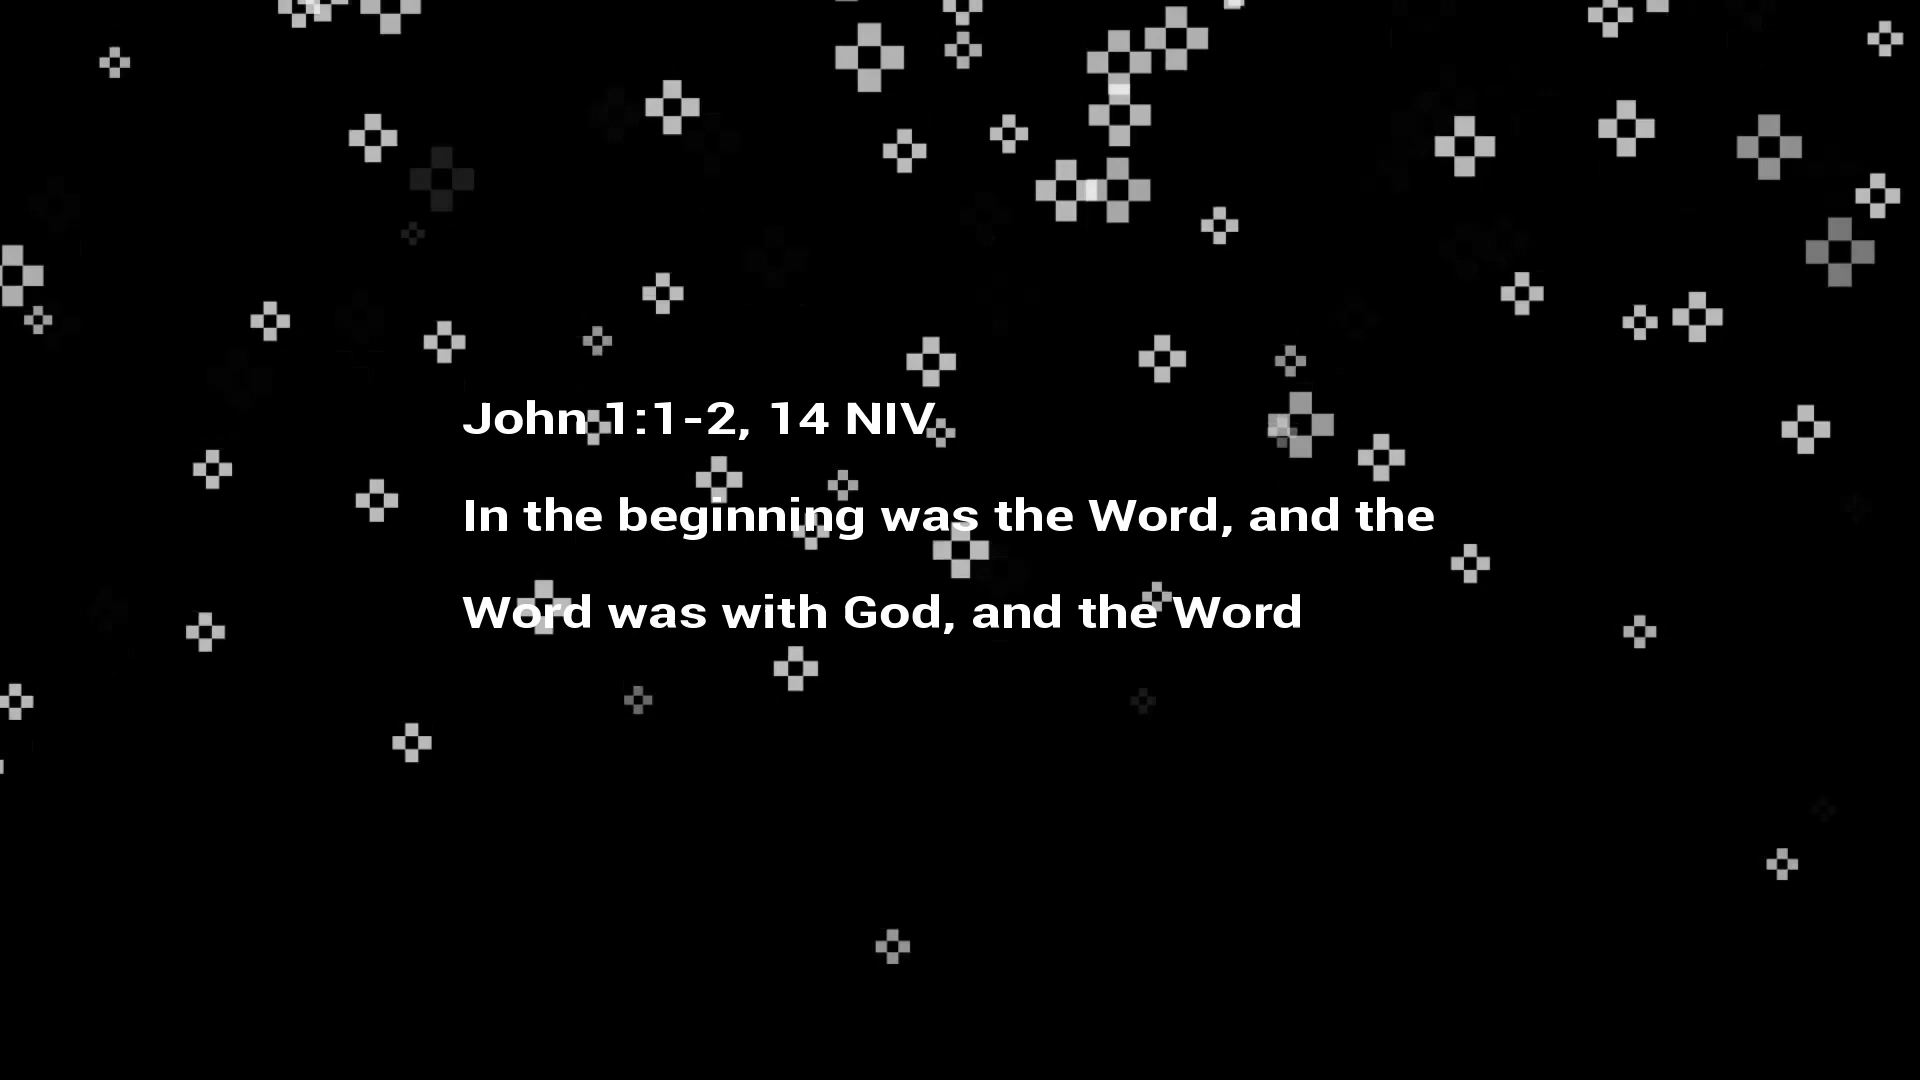 John 1:1-2, 14 NIV
In the beginning was the Word, and the
Word was with God, and the Word